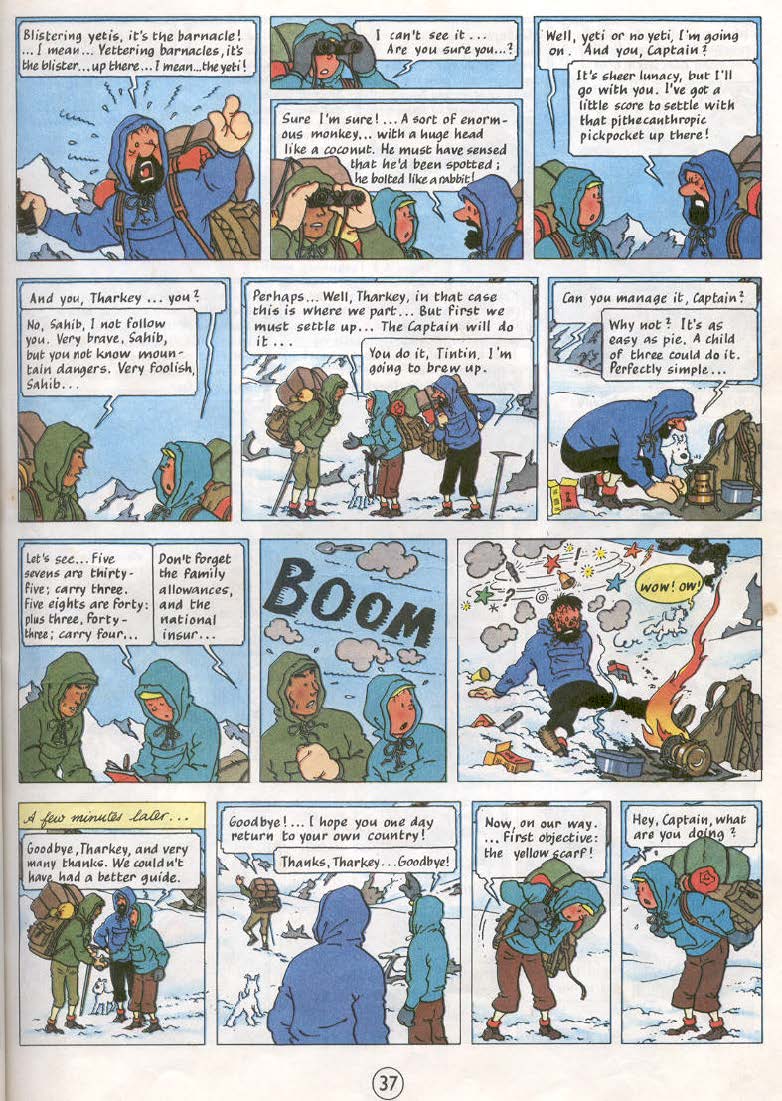 Blistering yetis, it's the barnacle!
... I mean... Yettering barnacles, it's
the blister... up there... I mean... the yeti!
I can't see it ...
Are you sure you...?
Sure I'm sure! ... A sort of enorm-
ous monkey... with a huge head
like a coconut. He must have sensed
that he'd been spotted;
he bolted like a rabbit!
Well, yeti or no yeti, I'm going
on. And you, Captain?
It's sheer lunacy, but I'll
go with you. I've got a
little score to settle with
that pithecanthropic
pickpocket up there!
And you, Tharkey ... you?
No, Sahib, I not follow
you. Very brave, Sahib,
but you not know moun-
tain dangers. Very foolish,
Sahib...
Perhaps... Well, Tharkey, in that case
this is where we part... But first we
must settle up... The Captain will do
it ...
You do it, Tintin. I'm
going to brew up.
Can you manage it, Captain?
Why not? It's as
easy as pie. A child
of three could do it.
Perfectly simple...
Let's see... Five
sevens are thirty-
five; carry three.
Five eights are forty:
plus three, forty-
three; carry four...
Don't forget
the family
allowances,
and the
national
insur...
BOOM
?
!
WOW! OW!
A few minutes later...
Goodbye, Tharkey, and very
many thanks. We couldn't
have had a better guide.
Goodbye!... I hope you one day
return to your own country!
Thanks, Tharkey... Goodbye!
Now, on our way.
... First objective:
the yellow scarf!
Hey, Captain, what
are you doing?
37